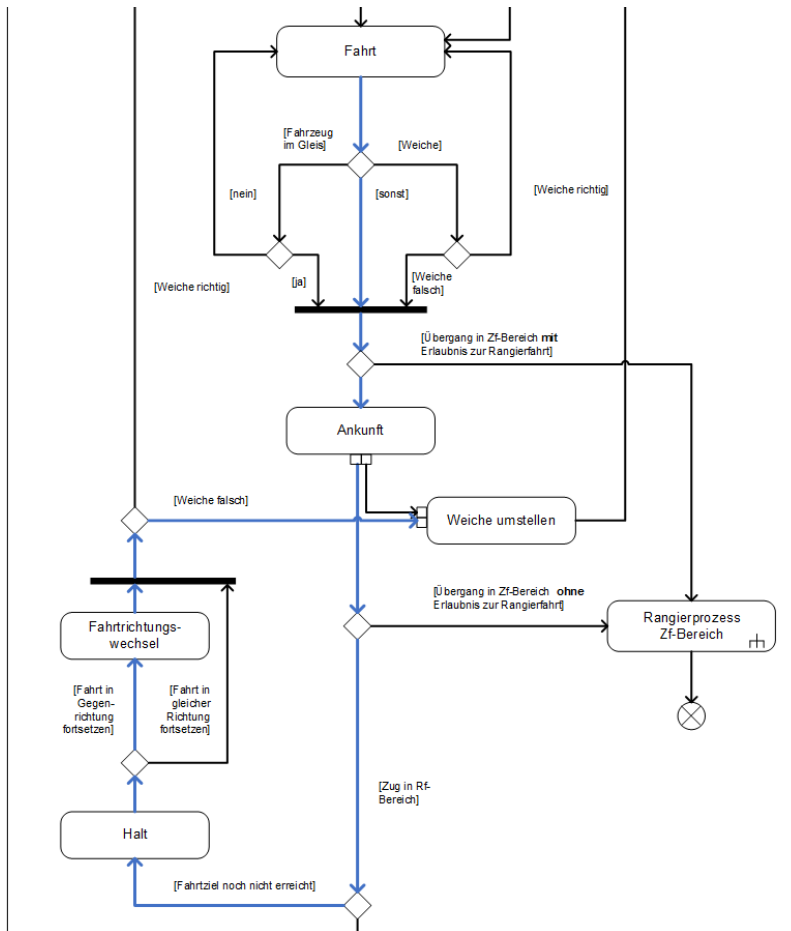 Fahrt
[Fahrzeug
im Gleis]
[Weiche]
[nein]
[sonst]
[Weiche richtig]
[Weiche richtig]
[ja]
[Weiche
falsch]
[Übergang in Zf-Bereich mit
Erlaubnis zur Rangierfahrt]
Ankunft
[Weiche falsch]
Weiche umstellen
[Übergang in Zf-Bereich ohne
Erlaubnis zur Rangierfahrt]
Fahrtrichtungs-
wechsel
Rangierprozess
Zf-Bereich
[Fahrt in
Gegen-
richtung
fortsetzen]
[Fahrt in
gleicher
Richtung
fortsetzen]
[Zug in Rf-
Bereich]
Halt
[Fahrtziel noch nicht erreicht]